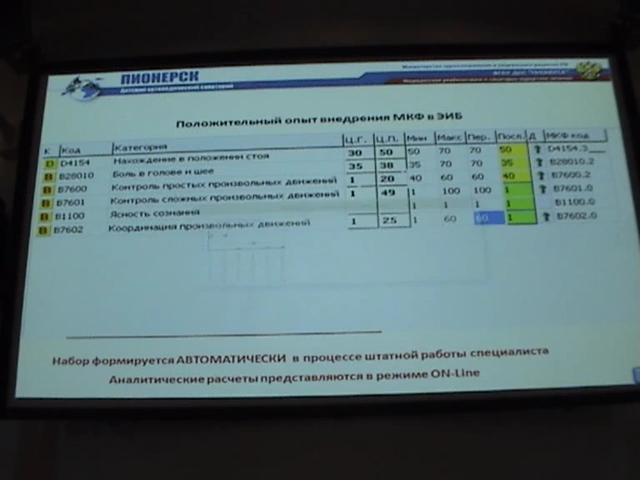 ПИОНЕРСК
Детский ортопедический санаторий
Положительный опыт внедрения МКФ в ЭИБ
К Код Категория Ц.Г. Ц.П. Мин Макс Пер. Посл. Д МКФ код
D D4154 Нахождение в положении стоя 30 50 50 70 70 50 D4154.3__
B B28010 Боль в голове и шее 35 38 35 70 70 35 B28010.2
B B7600 Контроль простых произвольных движений 1 20 40 60 60 40 B7600.2
B B7601 Контроль сложных произвольных движений 1 49 1 100 100 1 B7601.0
B B1100 Ясность сознания 1 1 1 1 B1100.0
B B7602 Координация произвольных движений 1 25 1 60 60 1 B7602.0
Набор формируется АВТОМАТИЧЕСКИ в процессе штатной работы специалиста
Аналитические расчеты представляются в режиме ON-Line